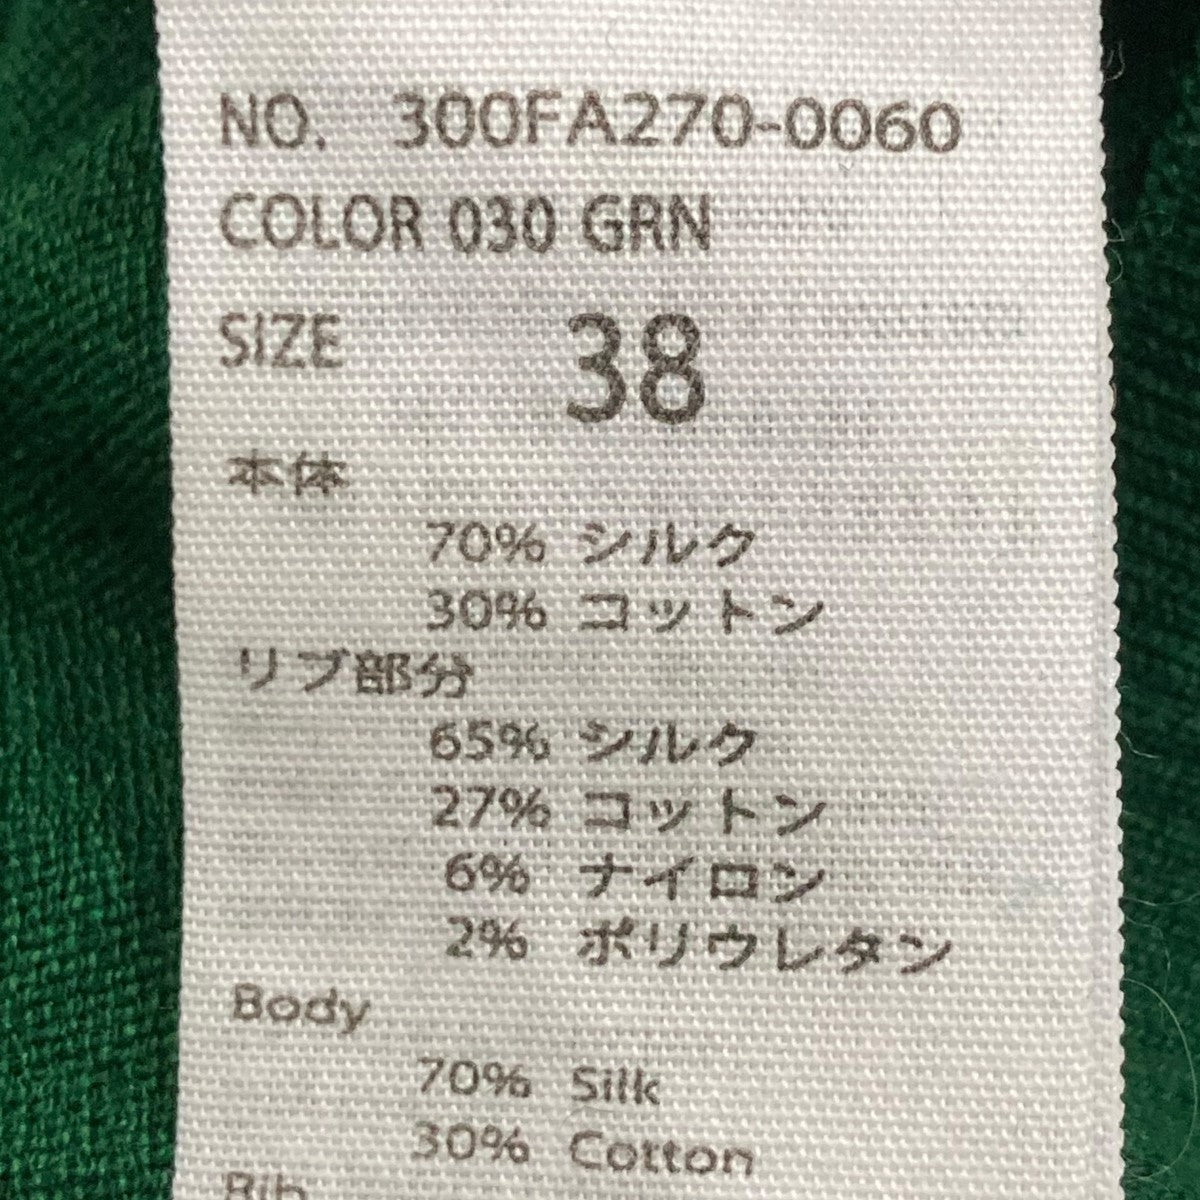 NO. 300FA270-0060
COLOR 030 GRN
SIZE 38
本体
70% シルク
30% コットン
リブ部分
65% シルク
27% コットン
6% ナイロン
2% ポリウレタン
Body
70% Silk
30% Cotton
Rib